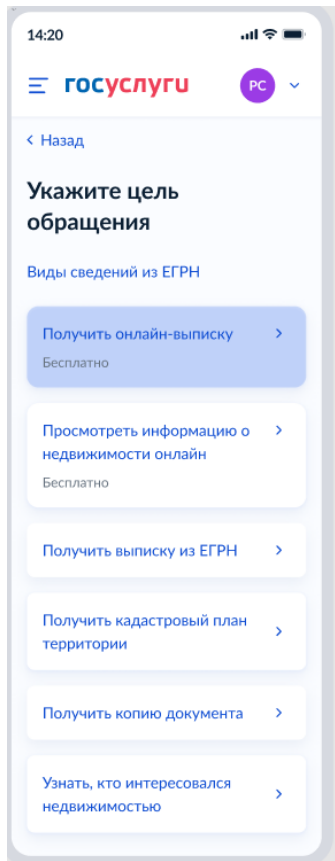 14:20
госуслуги
РС
Назад
Укажите цель
обращения
Виды сведений из ЕГРН
Получить онлайн-выписку
Бесплатно
Просмотреть информацию о
недвижимости онлайн
Бесплатно
Получить выписку из ЕГРН
Получить кадастровый план
территории
Получить копию документа
Узнать, кто интересовался
недвижимостью